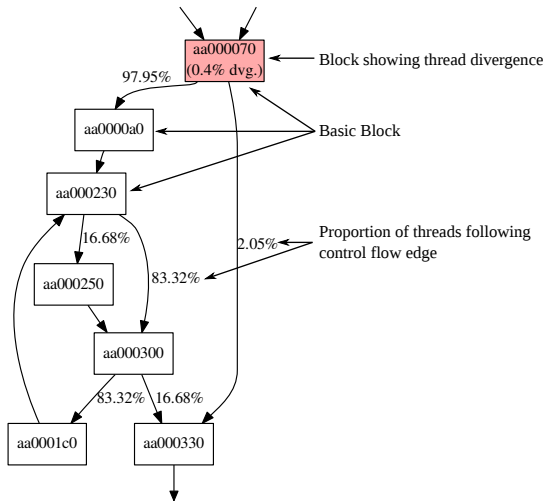 aa000070
(0.4% dvg.)
Block showing thread divergence
97.95%
aa0000a0
Basic Block
aa000230
16.68%
2.05%
Proportion of threads following
control flow edge
83.32%
aa000250
aa000300
83.32%
16.68%
aa0001c0
aa000330